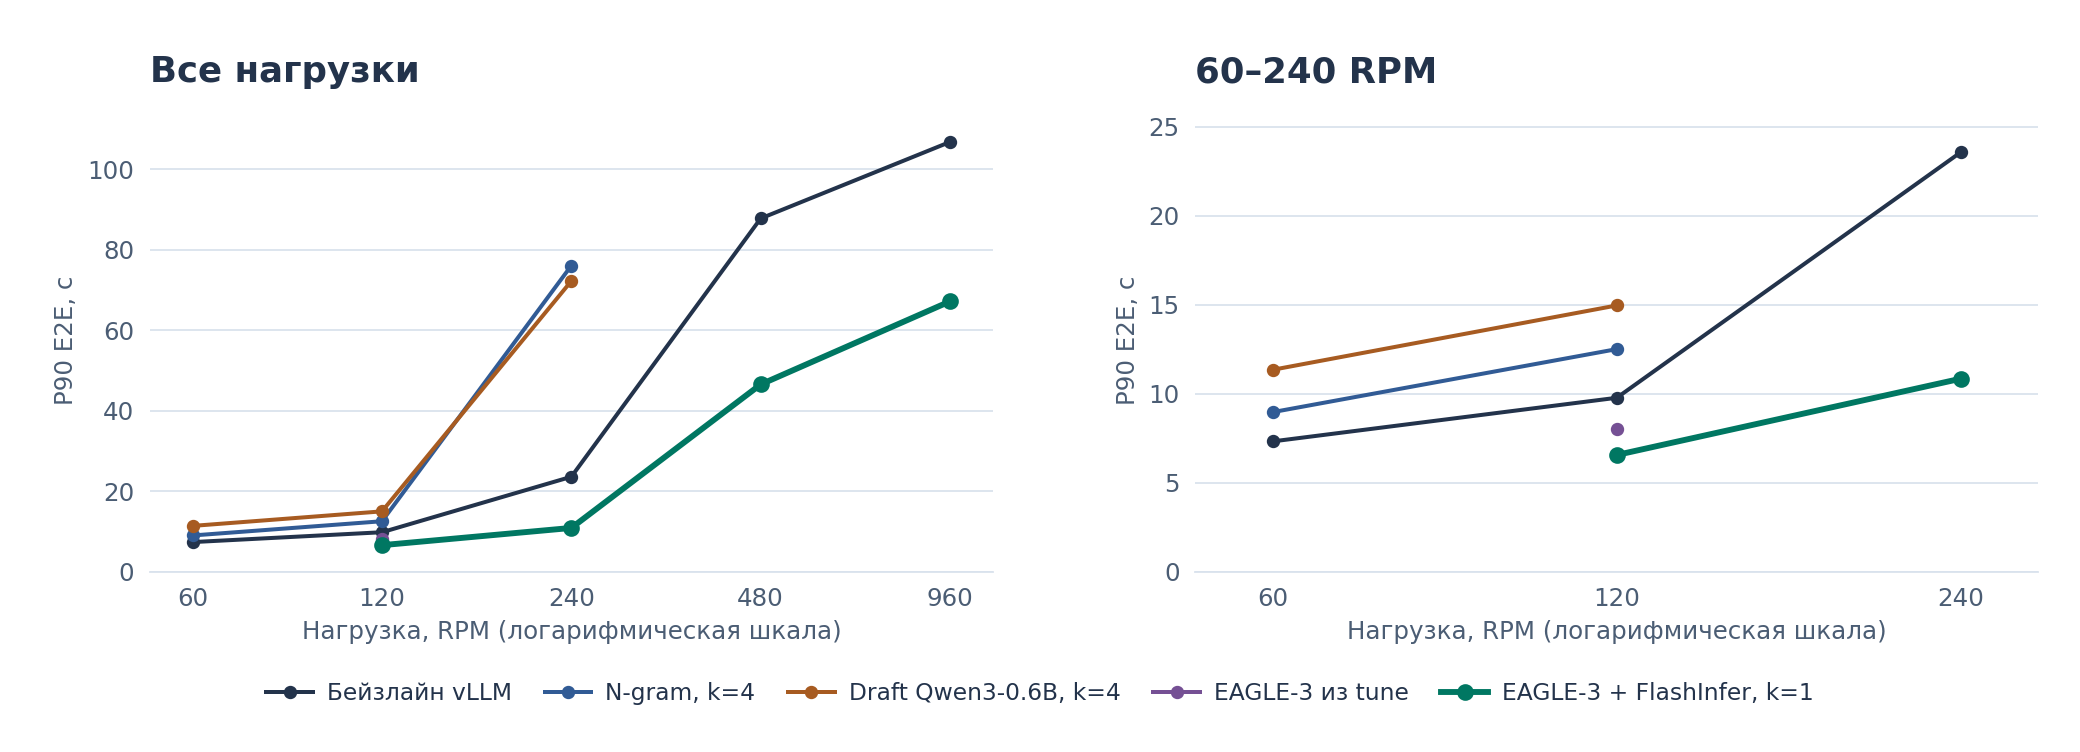 Все нагрузки
100
80
60
40
20
0
P90 E2E, с
60 120 240 480 960
Нагрузка, RPM (логарифмическая шкала)
60–240 RPM
25
20
15
10
5
0
P90 E2E, с
60 120 240
Нагрузка, RPM (логарифмическая шкала)
Бейзлайн vLLM N-gram, k=4 Draft Qwen3-0.6B, k=4 EAGLE-3 из tune EAGLE-3 + FlashInfer, k=1